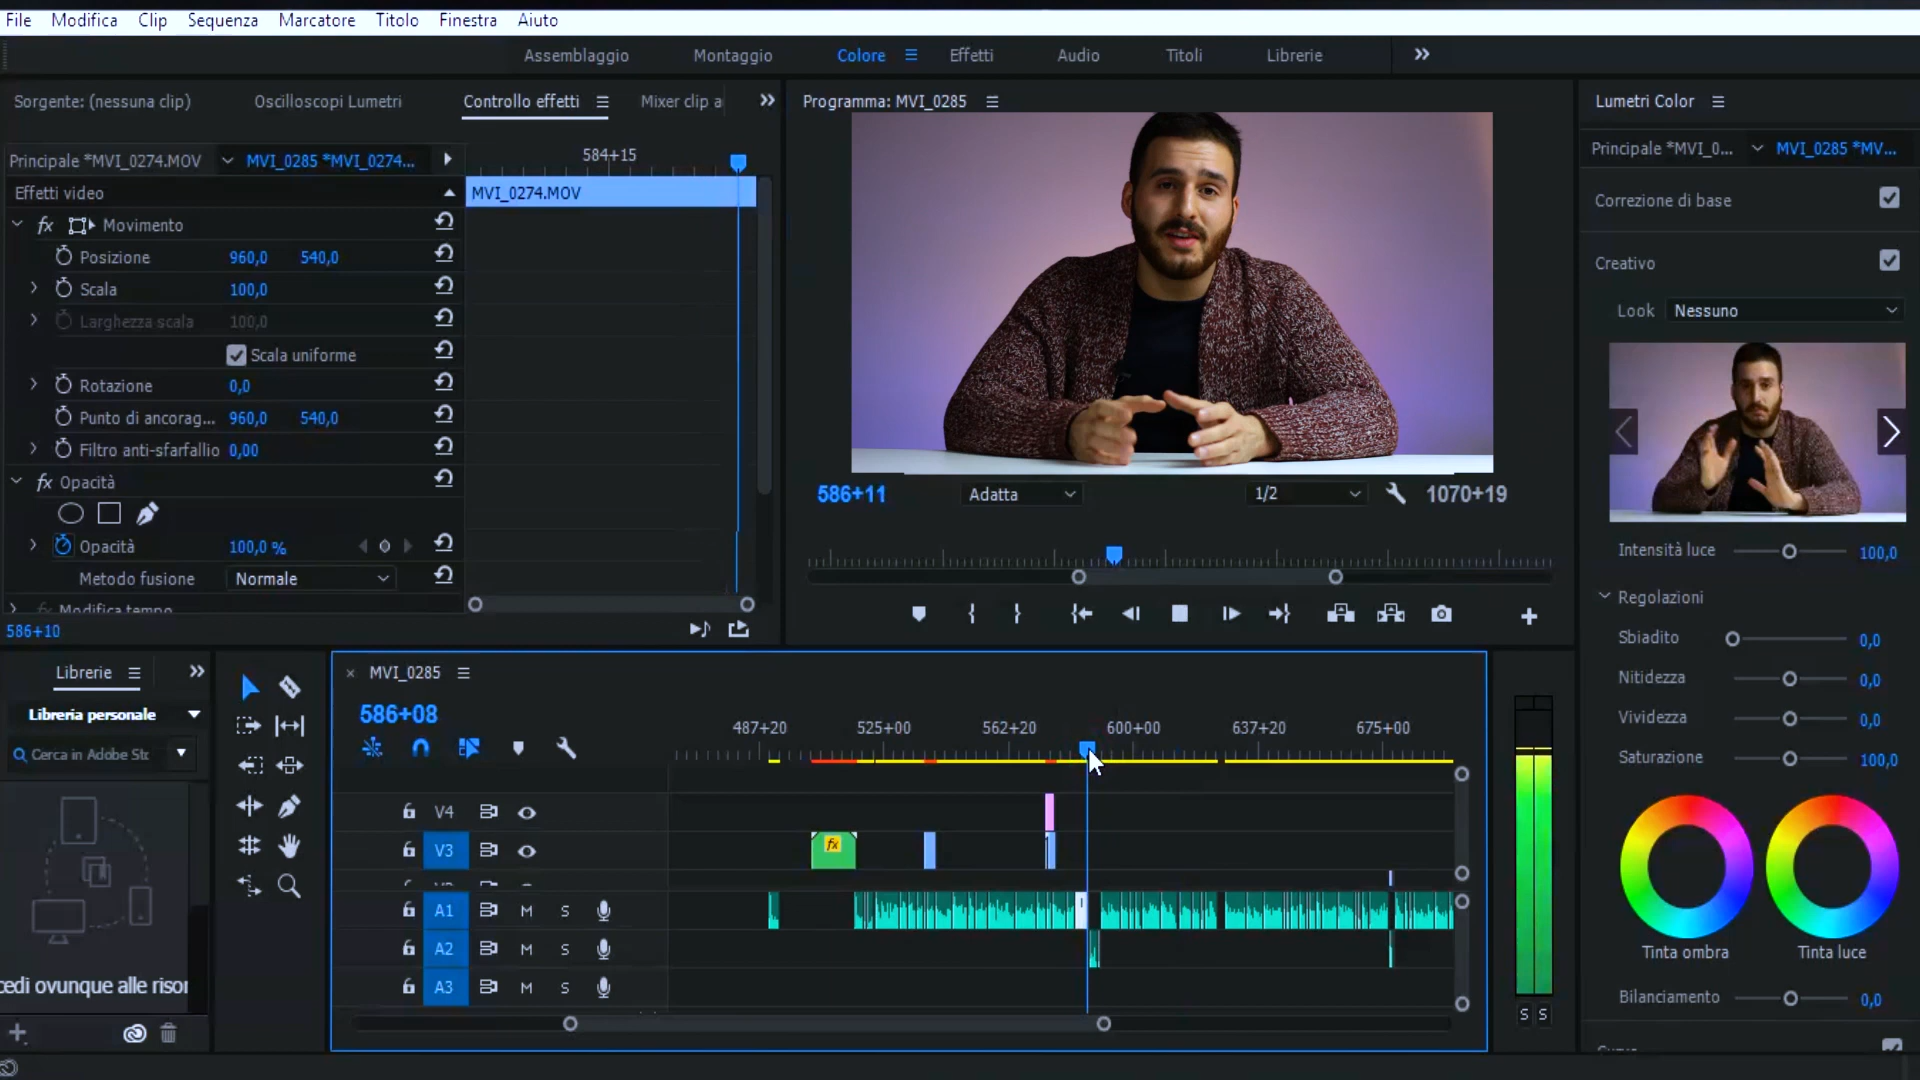 File Modifica Clip Sequenza Marcatore Titolo Finestra Aiuto
Assemblaggio Montaggio Colore Effetti Audio Titoli Librerie
Sorgente: (nessuna clip) Oscilloscopi Lumetri Controllo effetti Mixer clip a
Principale *MVI_0274.MOV MVI_0285 *MVI_0274...
584+15
Effetti video
MVI_0274.MOV
fx Movimento
Posizione 960,0 540,0
Scala 100,0
Larghezza scala 100,0
Scala uniforme
Rotazione 0,0
Punto di ancorag... 960,0 540,0
Filtro anti-sfarfallio 0,00
fx Opacità
Opacità 100,0 %
Metodo fusione Normale
fx Modifica tempo
586+10
Programma: MVI_0285
586+11 Adatta 1/2 1070+19
Lumetri Color
Principale *MVI_0... MVI_0285 *MV...
Correzione di base
Creativo
Look Nessuno
Intensità luce 100,0
Regolazioni
Sbiadito 0,0
Nitidezza 0,0
Vividezza 0,0
Saturazione 100,0
Tinta ombra Tinta luce
Bilanciamento 0,0
Curve
Librerie
Libreria personale
Cerca in Adobe Stc
cedi ovunque alle risor
MVI_0285
586+08
487+20 525+00 562+20 600+00 637+20 675+00
V4
V3
fx
A1 M S
A2 M S
A3 M S
S S